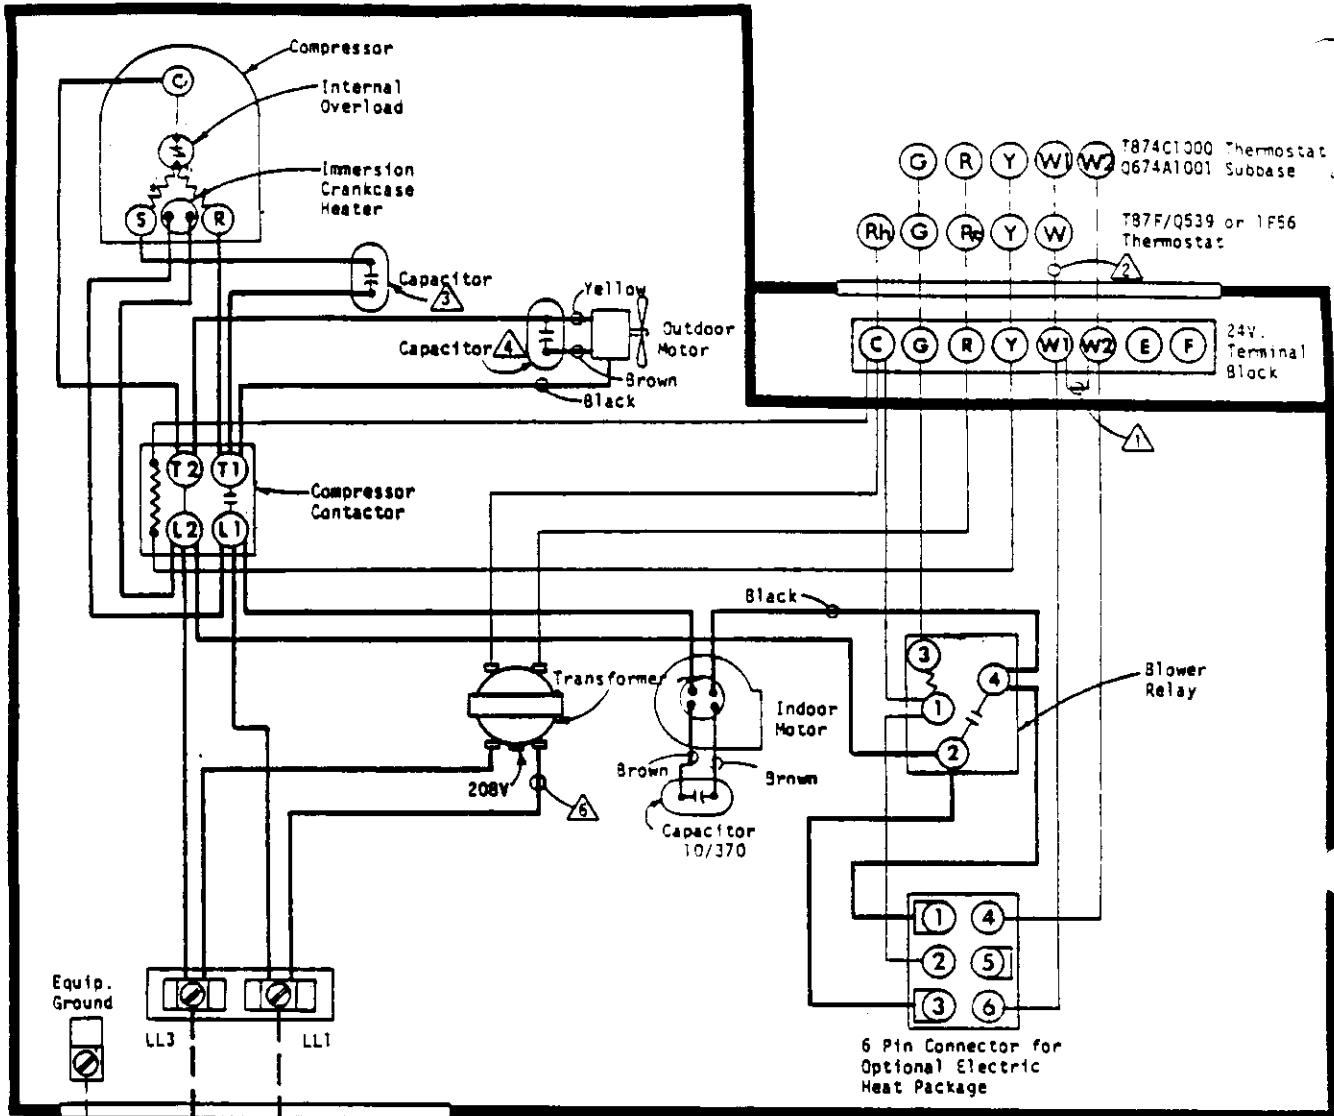 Compressor
C
Internal
Overload
Immersion
Crankcase
Heater
S
R
Capacitor
3
Yellow
Outdoor
Motor
Capacitor
4
Brown
Black
G
R
Y
W1
W2
T874C1000 Thermostat
Q674A1001 Subbase
Rh
G
Rc
Y
W
T87F/Q539 or 1F56
Thermostat
2
C
G
R
Y
W1
W2
E
F
24V.
Terminal
Block
1
T2
T1
L2
L1
Compressor
Contactor
Black
3
4
1
2
Blower
Relay
Transformer
Indoor
Motor
208V
6
Brown
Brown
Capacitor
10/370
1
4
2
5
3
6
6 Pin Connector for
Optional Electric
Heat Package
Equip.
Ground
LL3
LL1